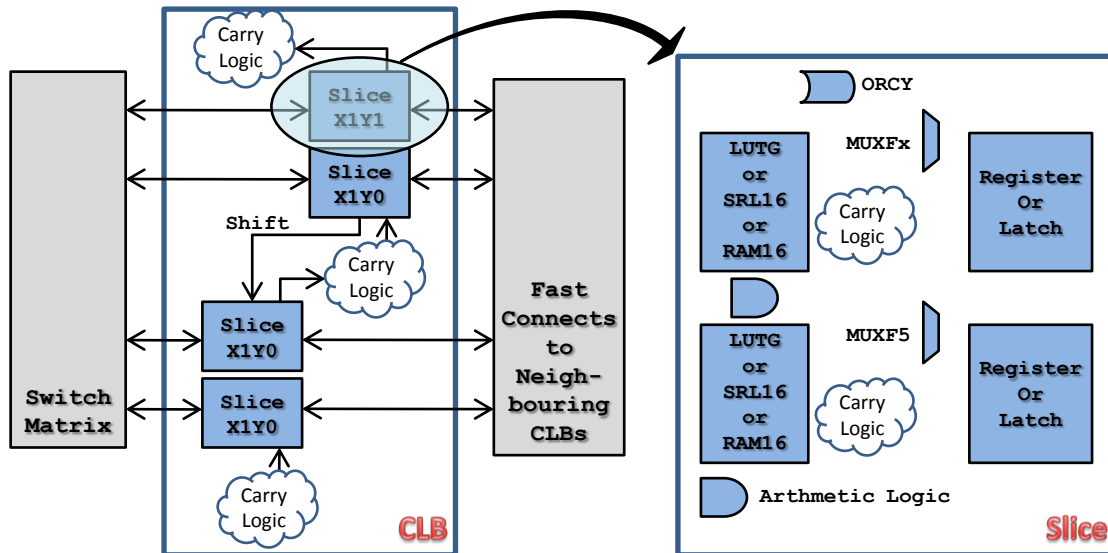 Carry
Logic
Slice
X1Y1
Slice
X1Y0
Shift
Carry
Logic
Slice
X1Y0
Slice
X1Y0
Carry
Logic
Switch
Matrix
Fast
Connects
to
Neigh-
bouring
CLBs
CLB
ORCY
MUXFx
LUTG
or
SRL16
or
RAM16
Carry
Logic
Register
Or
Latch
MUXF5
LUTG
or
SRL16
or
RAM16
Carry
Logic
Register
Or
Latch
Arthmetic Logic
Slice